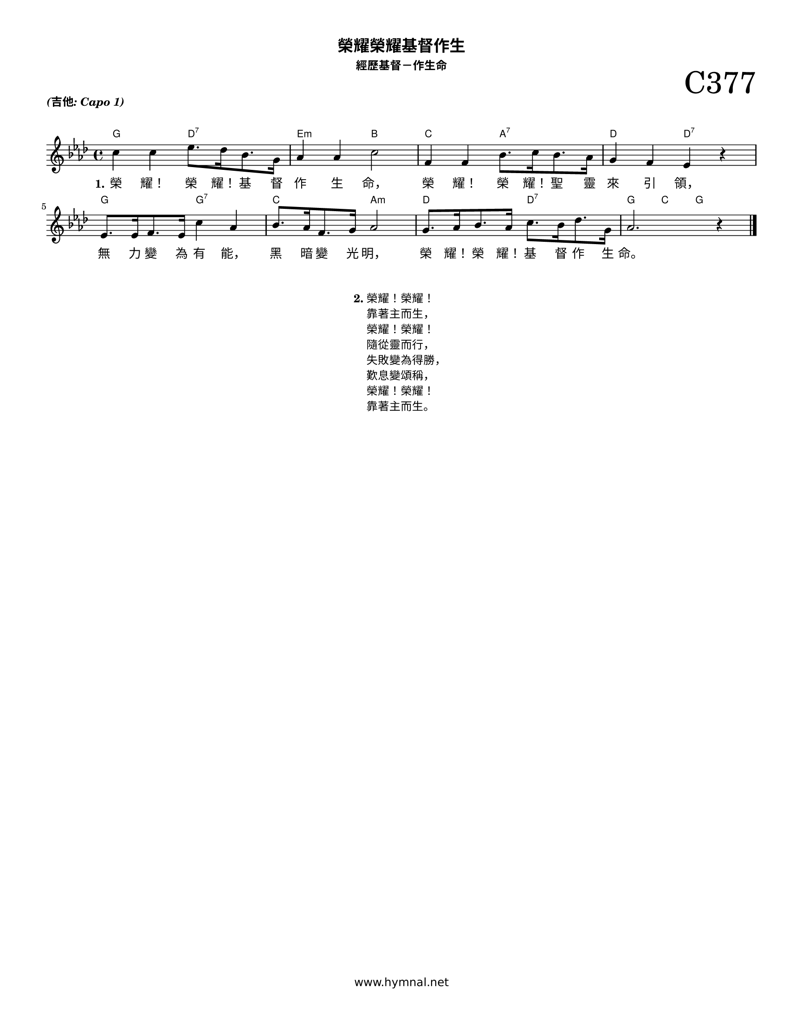 榮耀榮耀基督作生
經歷基督－作生命
C377
(吉他: Capo 1)
G D7 Em B C A7 D D7
1. 榮 耀！ 榮 耀！基 督 作 生 命， 榮 耀！ 榮 耀！聖 靈 來 引 領，
5 G G7 C Am D D7 G C G
無 力 變 為 有 能， 黑 暗 變 光 明， 榮 耀！榮 耀！基 督 作 生 命。
2. 榮耀！榮耀！
靠著主而生，
榮耀！榮耀！
隨從靈而行，
失敗變為得勝，
歎息變頌稱，
榮耀！榮耀！
靠著主而生。
www.hymnal.net